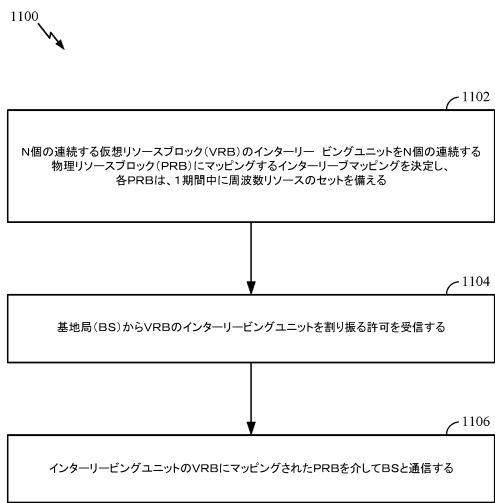 1100
1102
N個の連続する仮想リソースブロック(VRB)のインターリー ビングユニットをN個の連続する
物理リソースブロック(PRB)にマッピングするインターリーブマッピングを決定し、
各PRBは、1期間中に周波数リソースのセットを備える
1104
基地局(BS)からVRBのインターリービングユニットを割り振る許可を受信する
1106
インターリービングユニットのVRBにマッピングされたPRBを介してBSと通信する